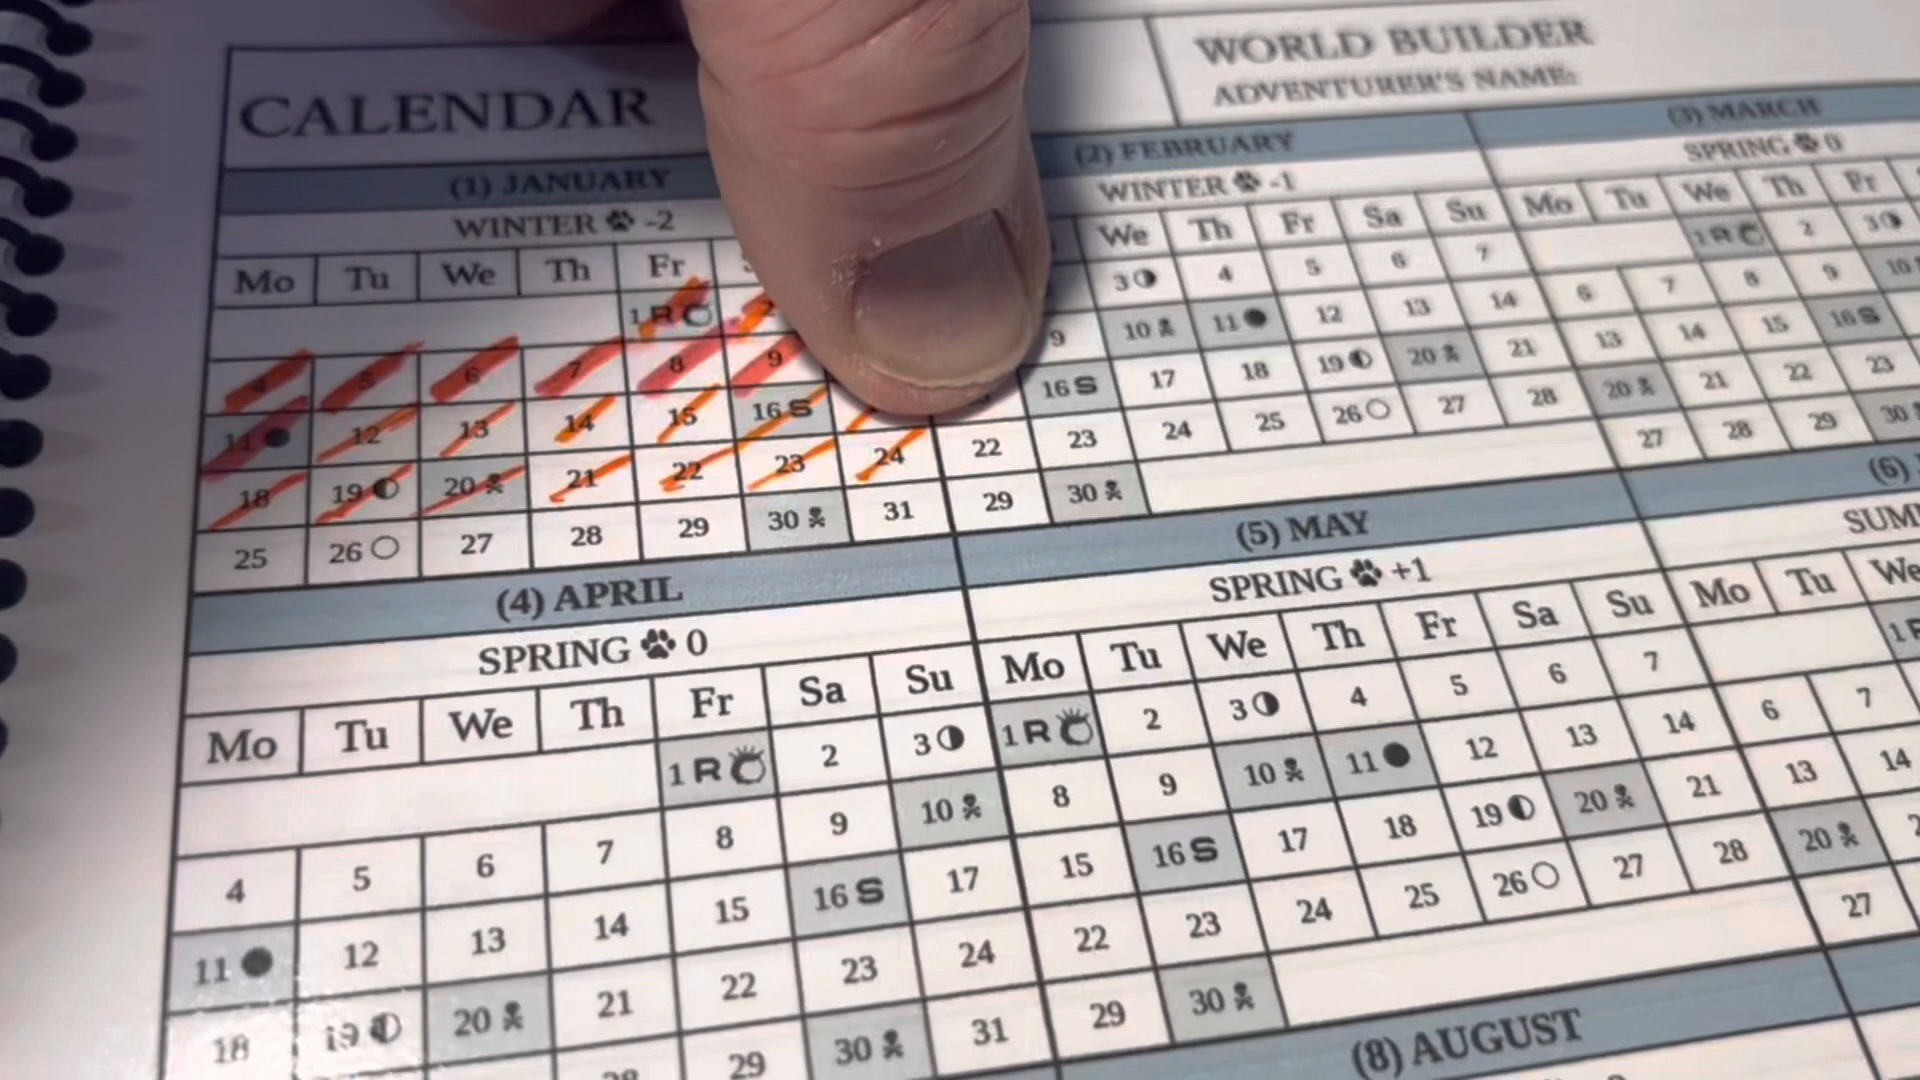 CALENDAR
WORLD BUILDER
ADVENTURER'S NAME:
(1) JANUARY
WINTER -2
Mo Tu We Th Fr
1 R 2
4 5 6 7 8 9
11 12 13 14 15 16 S
18 19 20 21 22 23 24
25 26 27 28 29 30 31
(2) FEBRUARY
WINTER -1
We Th Fr Sa Su
3 4 5 6 7
9 10 11 12 13 14
16 S 17 18 19 20 21
22 23 24 25 26 27 28
29 30
(3) MARCH
SPRING 0
Mo Tu We Th Fr
1 R 2 3
6 7 8 9 10
13 14 15 16 S
20 21 22 23
27 28 29 30
(4) APRIL
SPRING 0
Mo Tu We Th Fr Sa Su
1 R 2 3
4 5 6 7 8 9 10
11 12 13 14 15 16 S 17
18 19 20 21 22 23 24
28 29 30 31
(5) MAY
SPRING +1
Mo Tu We Th Fr Sa Su
1 R 2 3 4 5 6 7
8 9 10 11 12 13 14
15 16 S 17 18 19 20 21
22 23 24 25 26 27 28
29 30
(6)
Mo Tu We
6 7
13 14
20
27
(8) AUGUST